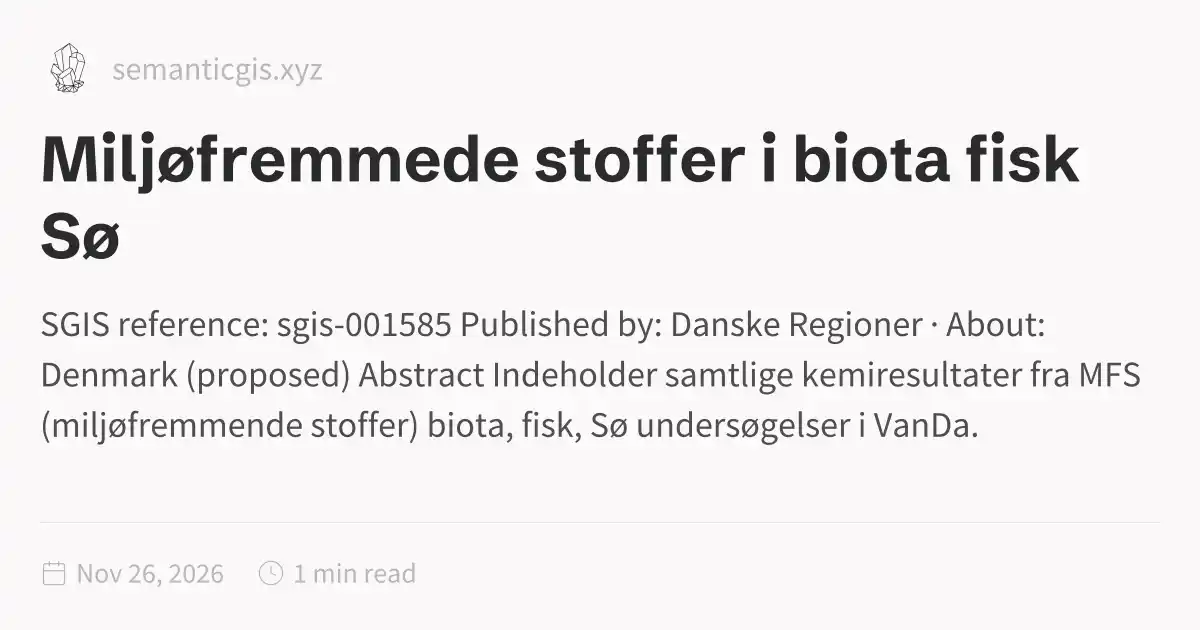 semanticgis.xyz
Miljøfremmede stoffer i biota fisk
Sø
SGIS reference: sgis-001585 Published by: Danske Regioner · About:
Denmark (proposed) Abstract Indeholder samtlige kemiresultater fra MFS
(miljøfremmende stoffer) biota, fisk, Sø undersøgelser i VanDa.
Nov 26, 2026 1 min read